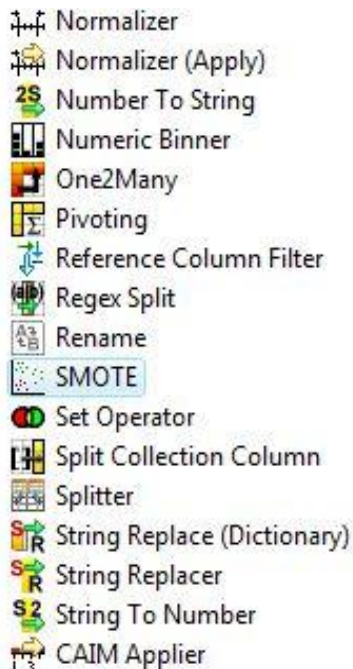 Normalizer
Normalizer (Apply)
Number To String
Numeric Binner
One2Many
Pivoting
Reference Column Filter
Regex Split
Rename
SMOTE
Set Operator
Split Collection Column
Splitter
String Replace (Dictionary)
String Replacer
String To Number
CAIM Applier